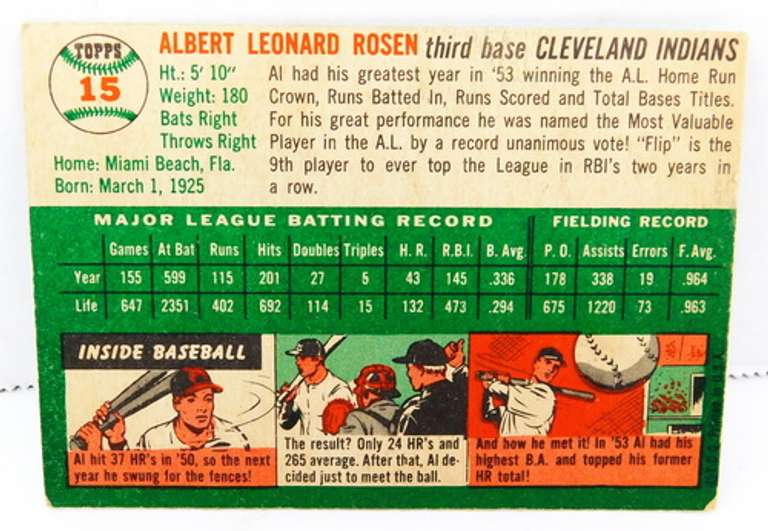 TOPPS
15
ALBERT LEONARD ROSEN third base CLEVELAND INDIANS
Ht.: 5' 10"
Weight: 180
Bats Right
Throws Right
Home: Miami Beach, Fla.
Born: March 1, 1925
Al had his greatest year in '53 winning the A.L. Home Run
Crown, Runs Batted In, Runs Scored and Total Bases Titles.
For his great performance he was named the Most Valuable
Player in the A.L. by a record unanimous vote! "Flip" is the
9th player to ever top the League in RBI's two years in
a row.
MAJOR LEAGUE BATTING RECORD FIELDING RECORD
Games At Bat Runs Hits Doubles Triples H. R. R.B.I. B. Avg. P. O. Assists Errors F. Avg.
Year 155 599 115 201 27 5 43 145 .336 178 338 19 .964
Life 647 2351 402 692 114 15 132 473 .294 675 1220 73 .963
INSIDE BASEBALL
Al hit 37 HR's in '50, so the next
year he swung for the fences!
The result? Only 24 HR's and
265 average. After that, Al de-
cided just to meet the ball.
And how he met it! In '53 Al had his
highest B.A. and topped his former
HR total!